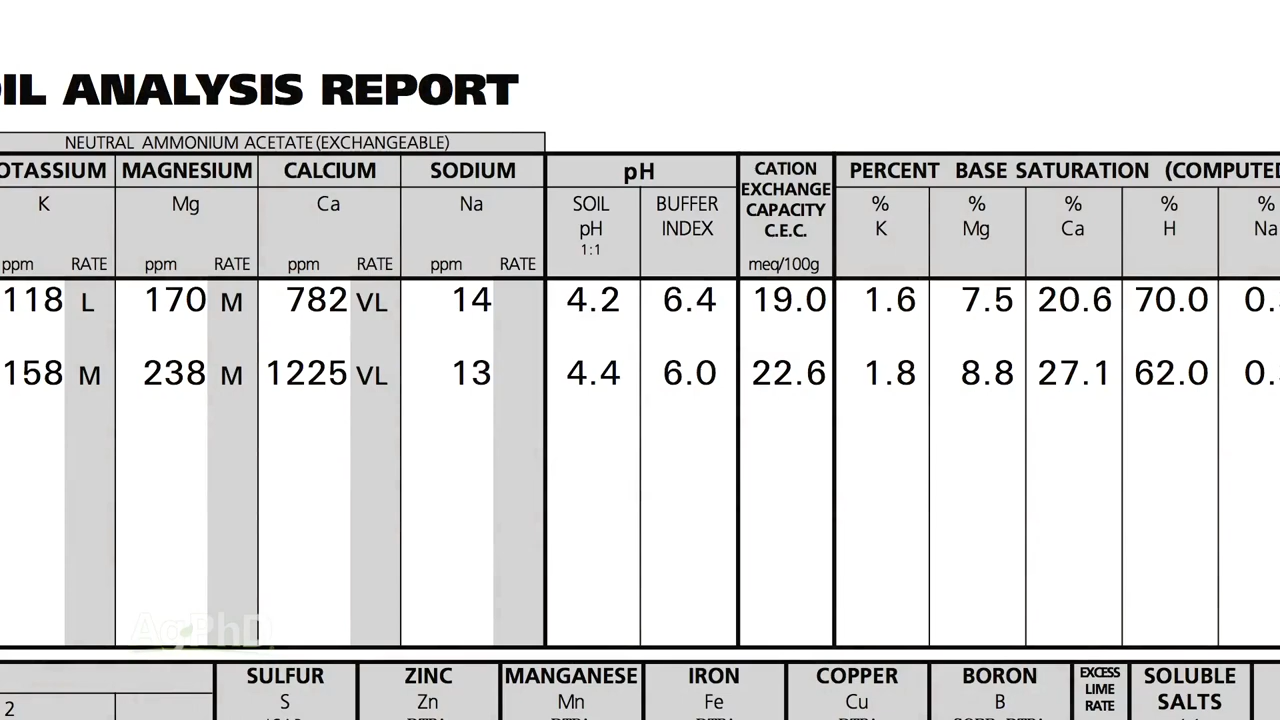 OIL ANALYSIS REPORT
NEUTRAL AMMONIUM ACETATE (EXCHANGEABLE)
OTASSIUM MAGNESIUM CALCIUM SODIUM pH CATION EXCHANGE CAPACITY C.E.C. PERCENT BASE SATURATION (COMPUTED
K Mg Ca Na SOIL pH 1:1 BUFFER INDEX % K % Mg % Ca % H % Na
ppm RATE ppm RATE ppm RATE ppm RATE meq/100g
118 L 170 M 782 VL 14 4.2 6.4 19.0 1.6 7.5 20.6 70.0 0.
158 M 238 M 1225 VL 13 4.4 6.0 22.6 1.8 8.8 27.1 62.0 0.
AgPhD
SULFUR ZINC MANGANESE IRON COPPER BORON EXCESS LIME RATE SOLUBLE SALTS
2 S Zn Mn Fe Cu B